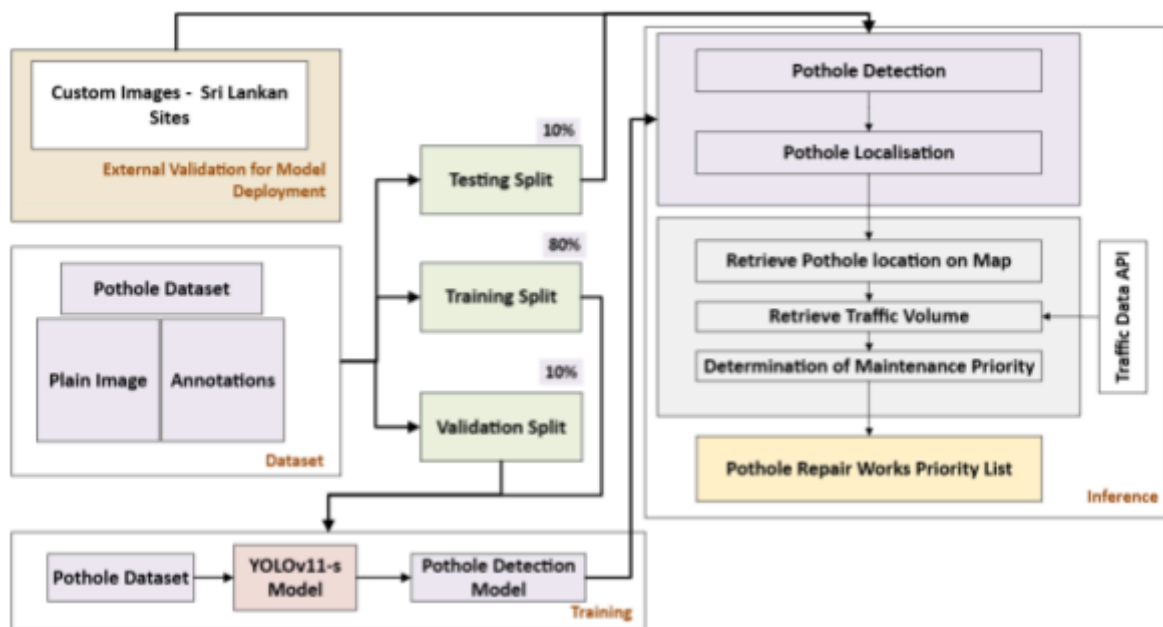 Custom Images - Sri Lankan
Sites
External Validation for Model
Deployment
Pothole Dataset
Plain Image
Annotations
Dataset
10%
Testing Split
80%
Training Split
10%
Validation Split
Pothole Dataset
YOLOv11-s
Model
Pothole Detection
Model
Training
Pothole Detection
Pothole Localisation
Retrieve Pothole location on Map
Retrieve Traffic Volume
Determination of Maintenance Priority
Traffic Data API
Pothole Repair Works Priority List
Inference